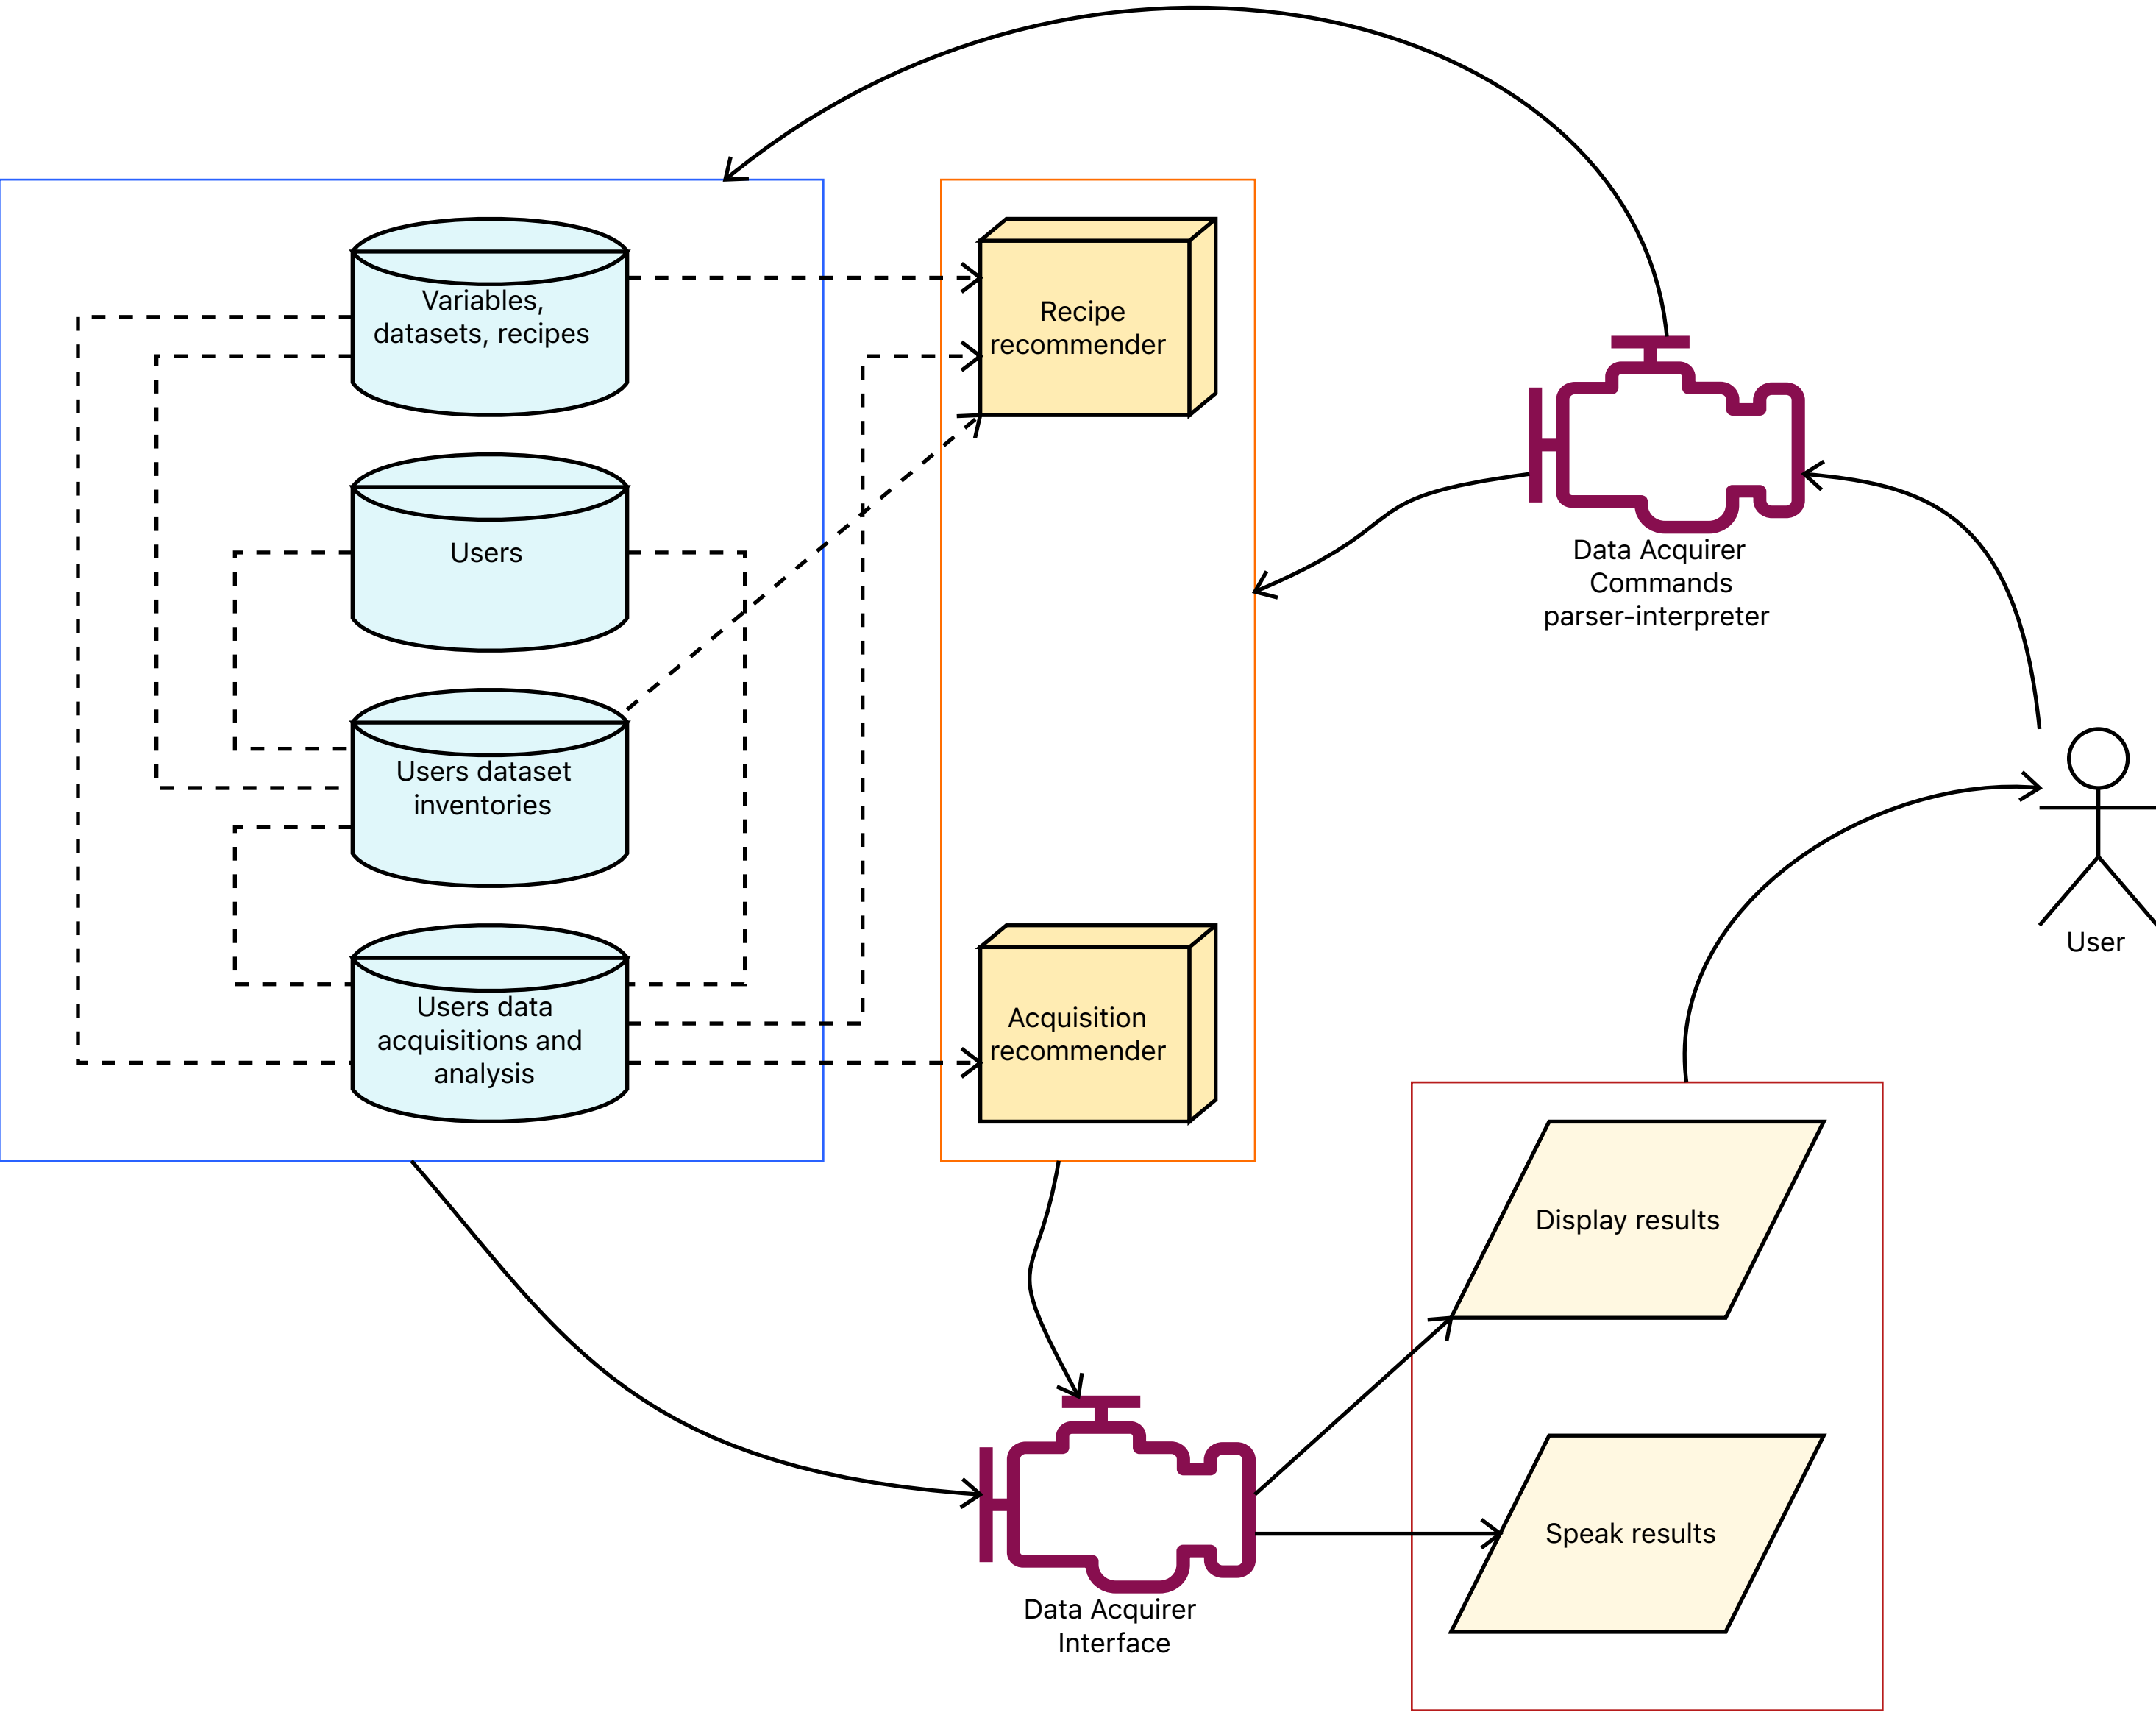 Variables,
datasets, recipes
Users
Users dataset
inventories
Users data
acquisitions and
analysis
Recipe
recommender
Acquisition
recommender
Data Acquirer
Commands
parser-interpreter
User
Display results
Speak results
Data Acquirer
Interface